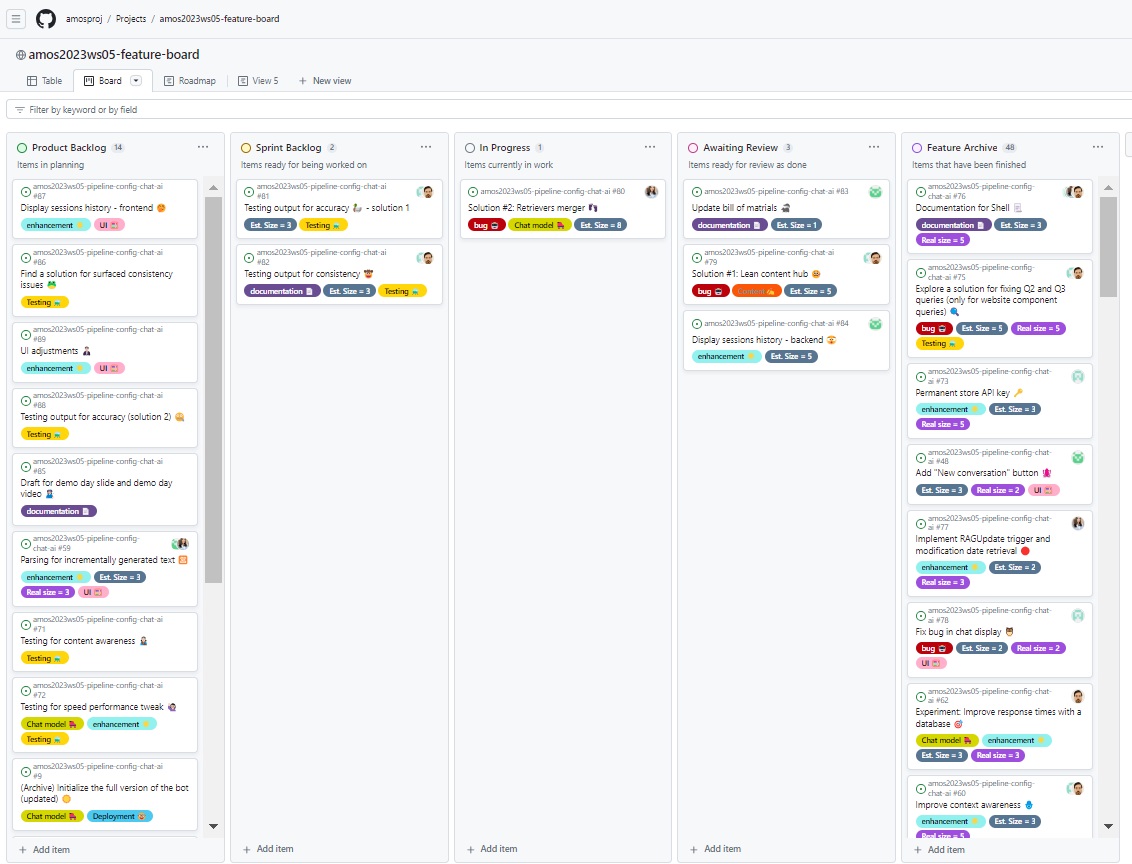 amosproj / Projects / amos2023ws05-feature-board
amos2023ws05-feature-board
Table
Board
Roadmap
View 5
New view
Filter by keyword or by field
Product Backlog 14
Items in planning
amos2023ws05-pipeline-config-chat-ai
#87
Display sessions history - frontend
enhancement UI
amos2023ws05-pipeline-config-chat-ai
#86
Find a solution for surfaced consistency
issues
Testing
amos2023ws05-pipeline-config-chat-ai
#89
UI adjustments
enhancement UI
amos2023ws05-pipeline-config-chat-ai
#88
Testing output for accuracy (solution 2)
Testing
amos2023ws05-pipeline-config-chat-ai
#85
Draft for demo day slide and demo day
video
documentation
amos2023ws05-pipeline-config-
chat-ai #59
Parsing for incrementally generated text
enhancement Est. Size = 3
Real size = 3 UI
amos2023ws05-pipeline-config-chat-ai
#71
Testing for content awareness
Testing
amos2023ws05-pipeline-config-chat-ai
#72
Testing for speed performance tweak
Chat model enhancement
Testing
amos2023ws05-pipeline-config-chat-ai
#9
(Archive) Initialize the full version of the bot
(updated)
Chat model Deployment
Add item
Sprint Backlog 2
Items ready for being worked on
amos2023ws05-pipeline-config-chat-ai
#81
Testing output for accuracy - solution 1
Est. Size = 3 Testing
amos2023ws05-pipeline-config-chat-ai
#82
Testing output for consistency
documentation Est. Size = 3 Testing
Add item
In Progress 1
Items currently in work
amos2023ws05-pipeline-config-chat-ai #80
Solution #2: Retrievers merger
bug Chat model Est. Size = 8
Add item
Awaiting Review 3
Items ready for review as done
amos2023ws05-pipeline-config-chat-ai #83
Update bill of matrials
documentation Est. Size = 1
amos2023ws05-pipeline-config-chat-ai
#79
Solution #1: Lean content hub
bug Content Est. Size = 5
amos2023ws05-pipeline-config-chat-ai #84
Display sessions history - backend
enhancement Est. Size = 5
Add item
Feature Archive 48
Items that have been finished
amos2023ws05-pipeline-config-
chat-ai #76
Documentation for Shell
documentation Est. Size = 3
Real size = 5
amos2023ws05-pipeline-config-
chat-ai #75
Explore a solution for fixing Q2 and Q3
queries (only for website component
queries)
bug Est. Size = 5 Real size = 5
Testing
amos2023ws05-pipeline-config-chat-
ai #73
Permanent store API key
enhancement Est. Size = 3
Real size = 5
amos2023ws05-pipeline-config-chat-
ai #48
Add "New conversation" button
Est. Size = 3 Real size = 2 UI
amos2023ws05-pipeline-config-chat-
ai #77
Implement RAGUpdate trigger and
modification date retrieval
enhancement Est. Size = 2
Real size = 3
amos2023ws05-pipeline-config-chat-
ai #78
Fix bug in chat display
bug Est. Size = 2 Real size = 2
UI
amos2023ws05-pipeline-config-chat-
ai #62
Experiment: Improve response times with a
database
Chat model enhancement
Est. Size = 3 Real size = 3
amos2023ws05-pipeline-config-
chat-ai #60
Improve context awareness
enhancement Est. Size = 3
Real size = 5
Add item